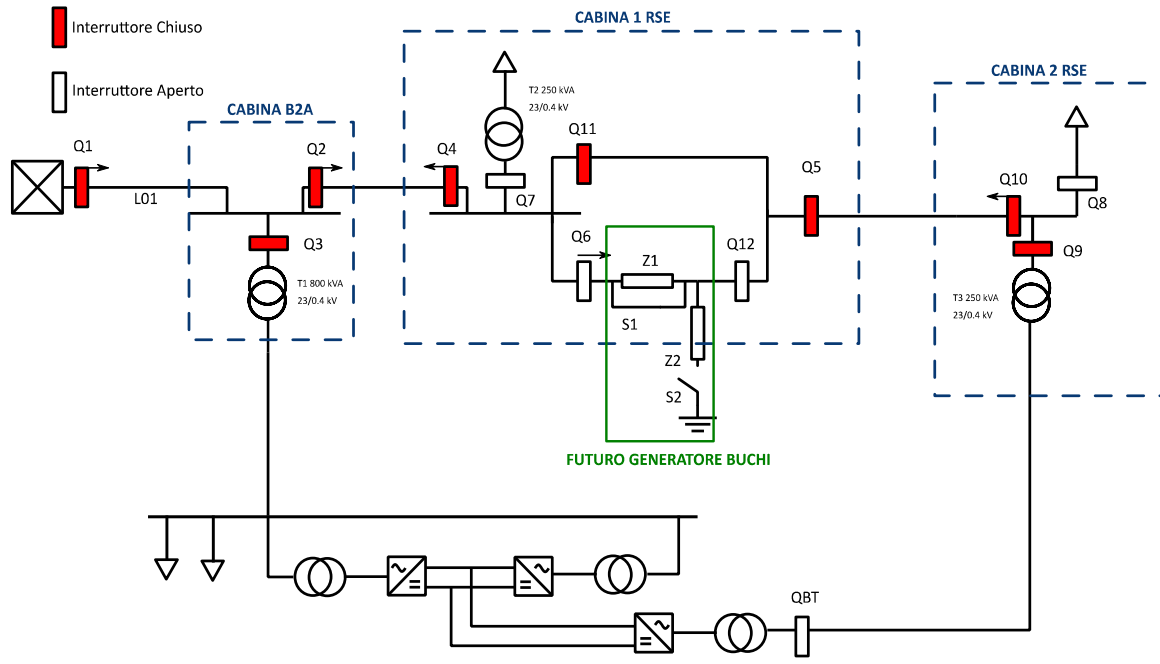 Interruttore Chiuso
Interruttore Aperto
CABINA 1 RSE
CABINA 2 RSE
CABINA B2A
T2 250 kVA
23/0.4 kV
Q1
Q2
Q4
Q11
Q5
Q10
Q7
Q8
L01
Q3
Q6
Z1
Q12
Q9
T1 800 kVA
23/0.4 kV
T3 250 kVA
23/0.4 kV
S1
Z2
S2
FUTURO GENERATORE BUCHI
QBT